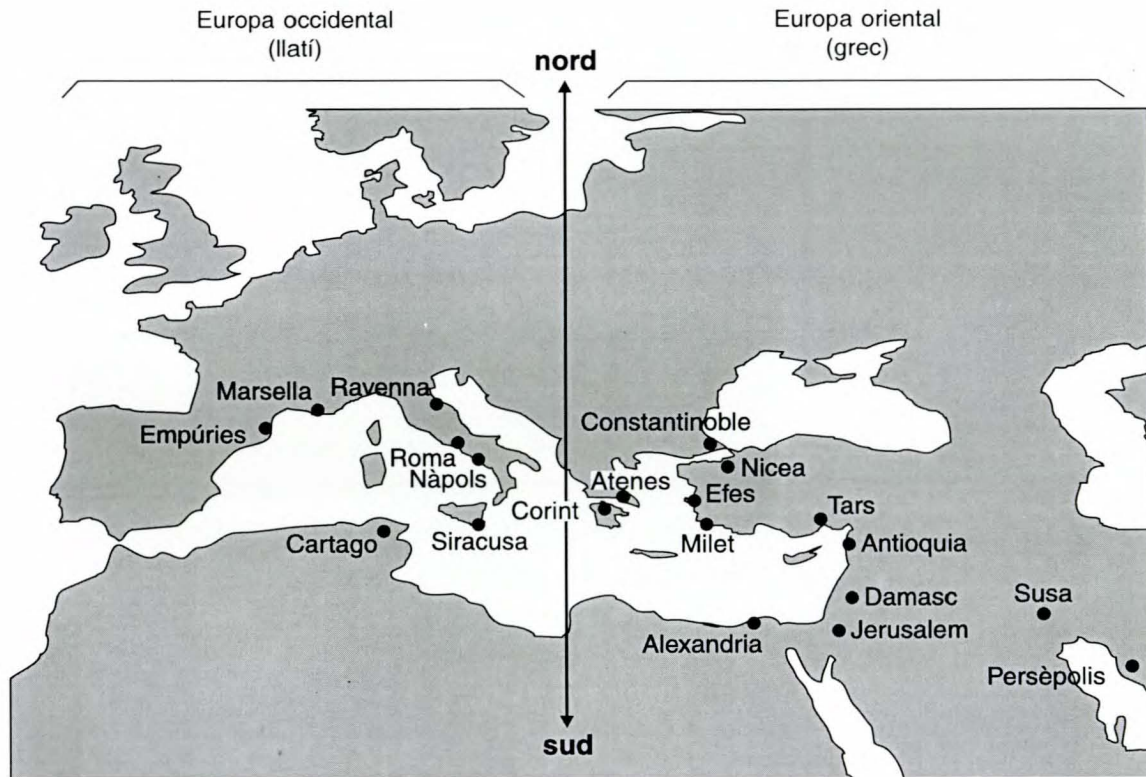 Europa occidental
(llatí)
Europa oriental
(grec)
nord
Marsella
Ravenna
Empúries
Roma
Nàpols
Constantinoble
Nicea
Atenes
Efes
Corint
Tars
Cartago
Siracusa
Milet
Antioquia
Damasc
Susa
Alexandria
Jerusalem
Persèpolis
sud